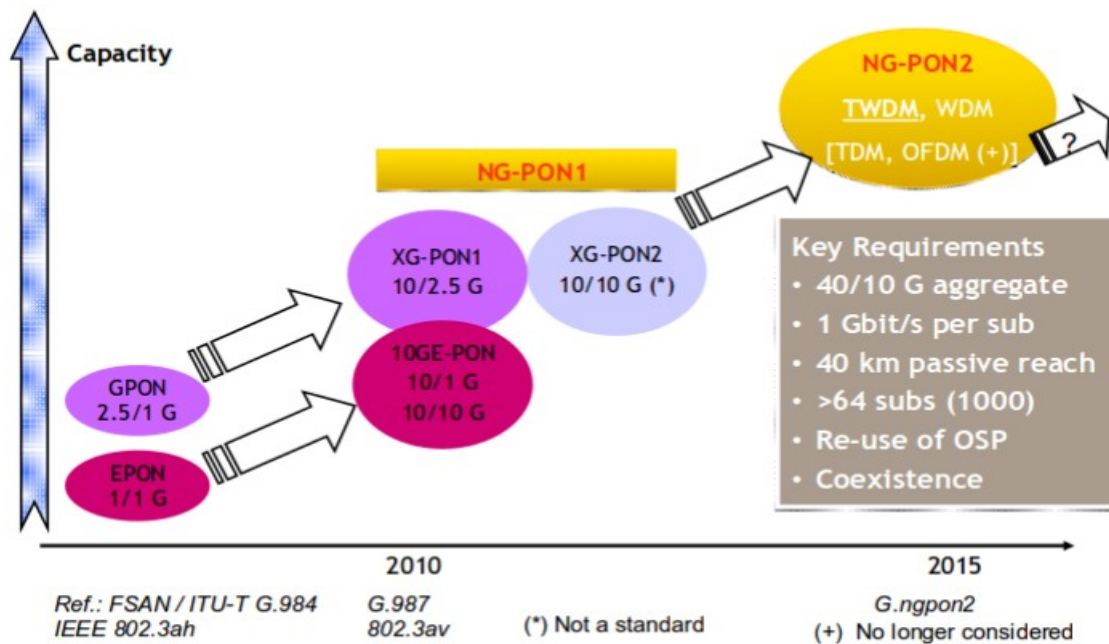 Capacity
NG-PON2
TWDM, WDM
[TDM, OFDM (+)]
?
NG-PON1
XG-PON1
10/2.5 G
XG-PON2
10/10 G (*)
10GE-PON
10/1 G
10/10 G
GPON
2.5/1 G
EPON
1/1 G
Key Requirements
• 40/10 G aggregate
• 1 Gbit/s per sub
• 40 km passive reach
• >64 subs (1000)
• Re-use of OSP
• Coexistence
2010
2015
Ref.: FSAN / ITU-T G.984
G.987
G.ngpon2
IEEE 802.3ah
802.3av
(*) Not a standard
(+) No longer considered